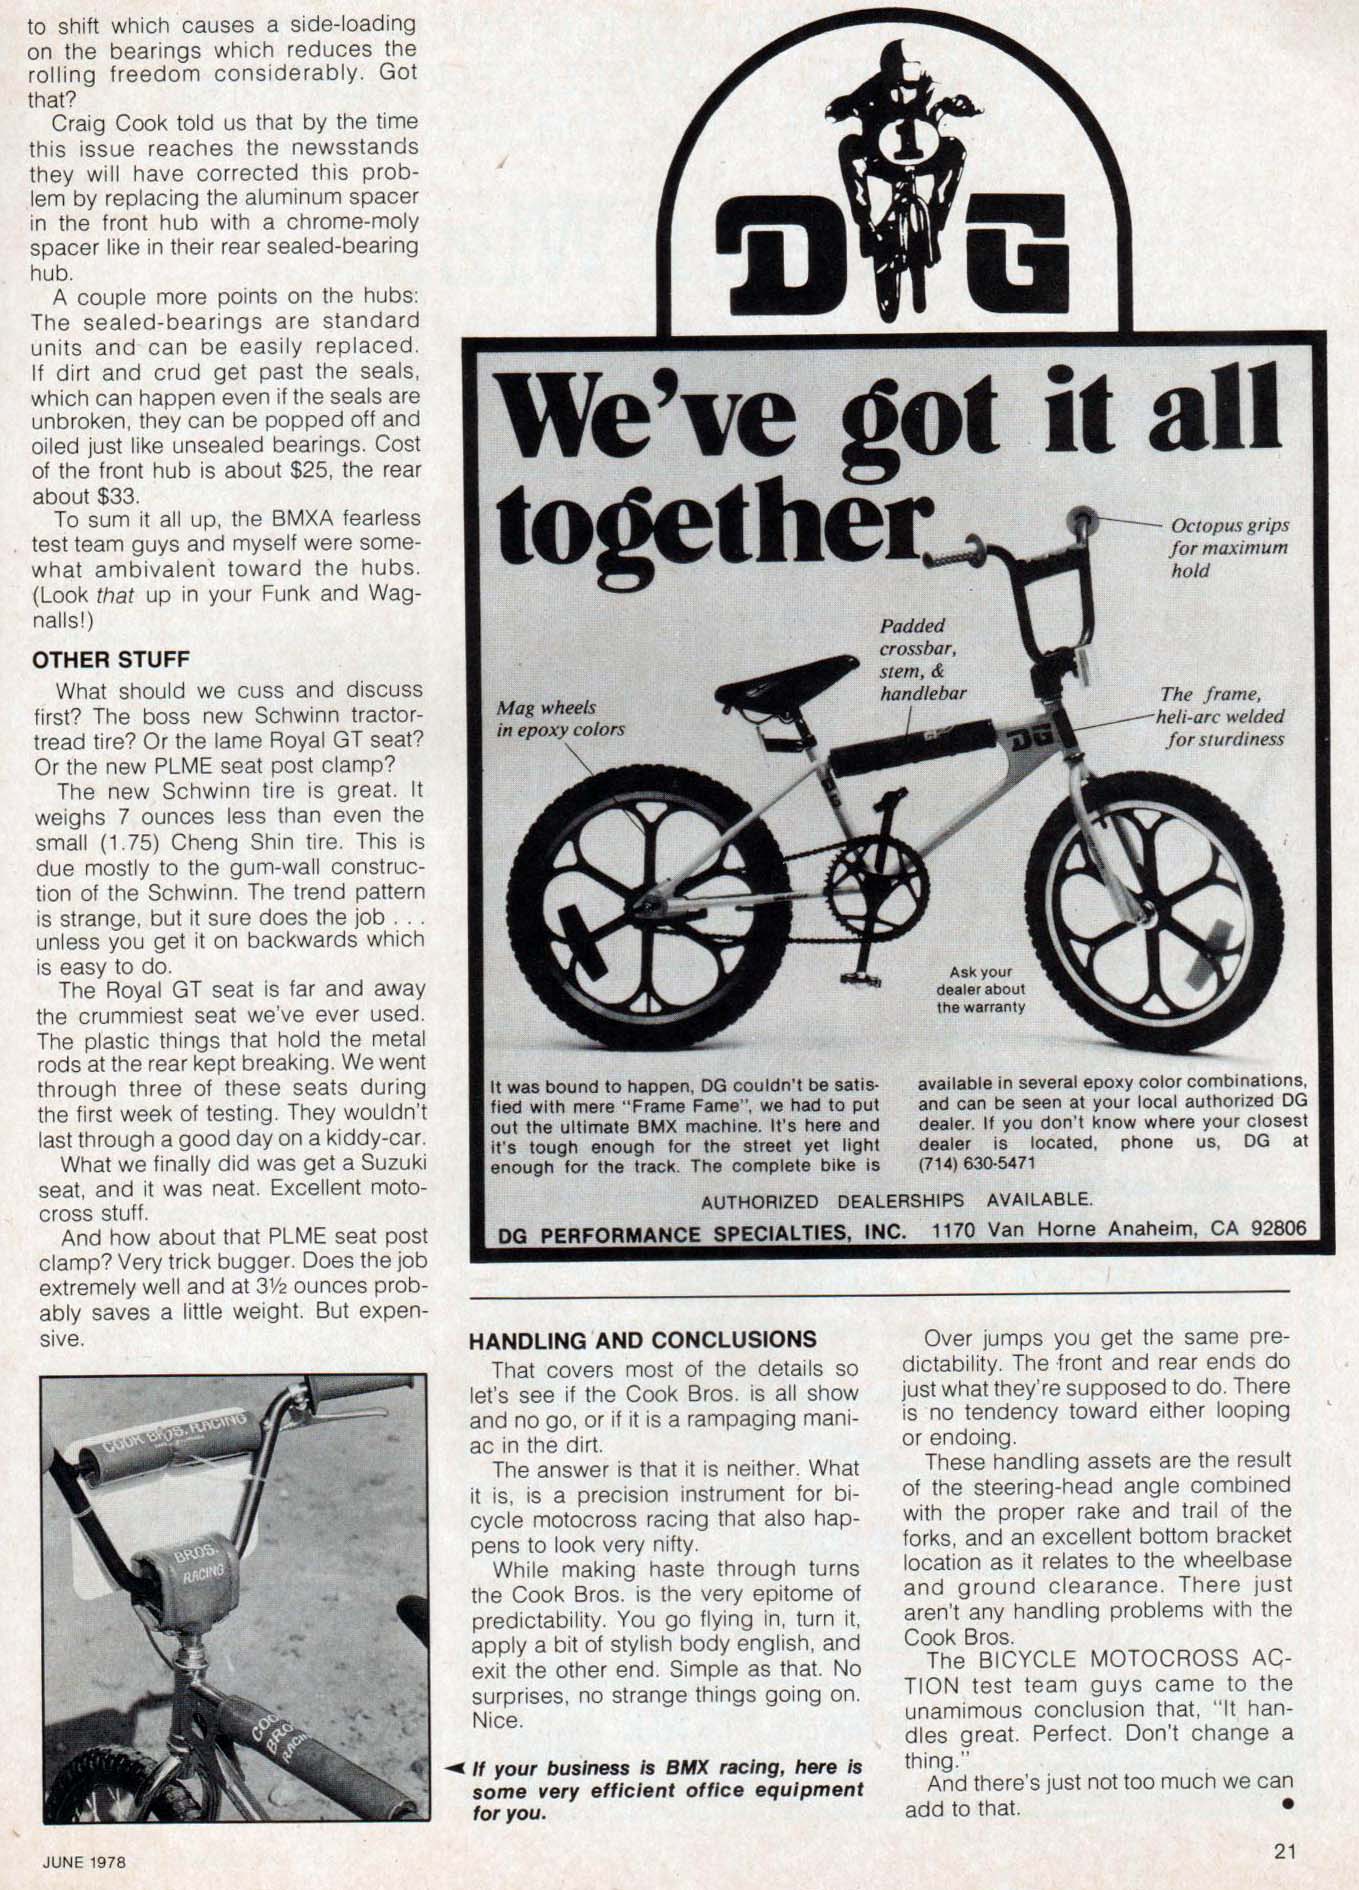 to shift which causes a side-loading
on the bearings which reduces the
rolling freedom considerably. Got
that?
Craig Cook told us that by the time
this issue reaches the newsstands
they will have corrected this prob-
lem by replacing the aluminum spacer
in the front hub with a chrome-moly
spacer like in their rear sealed-bearing
hub.
A couple more points on the hubs:
The sealed-bearings are standard
units and can be easily replaced.
If dirt and crud get past the seals,
which can happen even if the seals are
unbroken, they can be popped off and
oiled just like unsealed bearings. Cost
of the front hub is about $25, the rear
about $33.
To sum it all up, the BMXA fearless
test team guys and myself were some-
what ambivalent toward the hubs.
(Look that up in your Funk and Wag-
nalls!)
OTHER STUFF
What should we cuss and discuss
first? The boss new Schwinn tractor-
tread tire? Or the lame Royal GT seat?
Or the new PLME seat post clamp?
The new Schwinn tire is great. It
weighs 7 ounces less than even the
small (1.75) Cheng Shin tire. This is
due mostly to the gum-wall construc-
tion of the Schwinn. The trend pattern
is strange, but it sure does the job . . .
unless you get it on backwards which
is easy to do.
The Royal GT seat is far and away
the crummiest seat we've ever used.
The plastic things that hold the metal
rods at the rear kept breaking. We went
through three of these seats during
the first week of testing. They wouldn't
last through a good day on a kiddy-car.
What we finally did was get a Suzuki
seat, and it was neat. Excellent moto-
cross stuff.
And how about that PLME seat post
clamp? Very trick bugger. Does the job
extremely well and at 3½ ounces prob-
ably saves a little weight. But expen-
sive.
COOK BROS. RACING
BROS.
RACING
COOK
BROS.
RACING
1
DG
We've got it all
together
Octopus grips
for maximum
hold
Padded
crossbar,
stem, &
handlebar
Mag wheels
in epoxy colors
The frame,
heli-arc welded
for sturdiness
DG
Ask your
dealer about
the warranty
It was bound to happen, DG couldn't be satis-
fied with mere "Frame Fame", we had to put
out the ultimate BMX machine. It's here and
it's tough enough for the street yet light
enough for the track. The complete bike is
available in several epoxy color combinations,
and can be seen at your local authorized DG
dealer. If you don't know where your closest
dealer is located, phone us, DG at
(714) 630-5471
AUTHORIZED DEALERSHIPS AVAILABLE.
DG PERFORMANCE SPECIALTIES, INC. 1170 Van Horne Anaheim, CA 92806
HANDLING AND CONCLUSIONS
That covers most of the details so
let's see if the Cook Bros. is all show
and no go, or if it is a rampaging mani-
ac in the dirt.
The answer is that it is neither. What
it is, is a precision instrument for bi-
cycle motocross racing that also hap-
pens to look very nifty.
While making haste through turns
the Cook Bros. is the very epitome of
predictability. You go flying in, turn it,
apply a bit of stylish body english, and
exit the other end. Simple as that. No
surprises, no strange things going on.
Nice.
If your business is BMX racing, here is
some very efficient office equipment
for you.
Over jumps you get the same pre-
dictability. The front and rear ends do
just what they're supposed to do. There
is no tendency toward either looping
or endoing.
These handling assets are the result
of the steering-head angle combined
with the proper rake and trail of the
forks, and an excellent bottom bracket
location as it relates to the wheelbase
and ground clearance. There just
aren't any handling problems with the
Cook Bros.
The BICYCLE MOTOCROSS AC-
TION test team guys came to the
unamimous conclusion that, "It han-
dles great. Perfect. Don't change a
thing."
And there's just not too much we can
add to that.
JUNE 1978
21